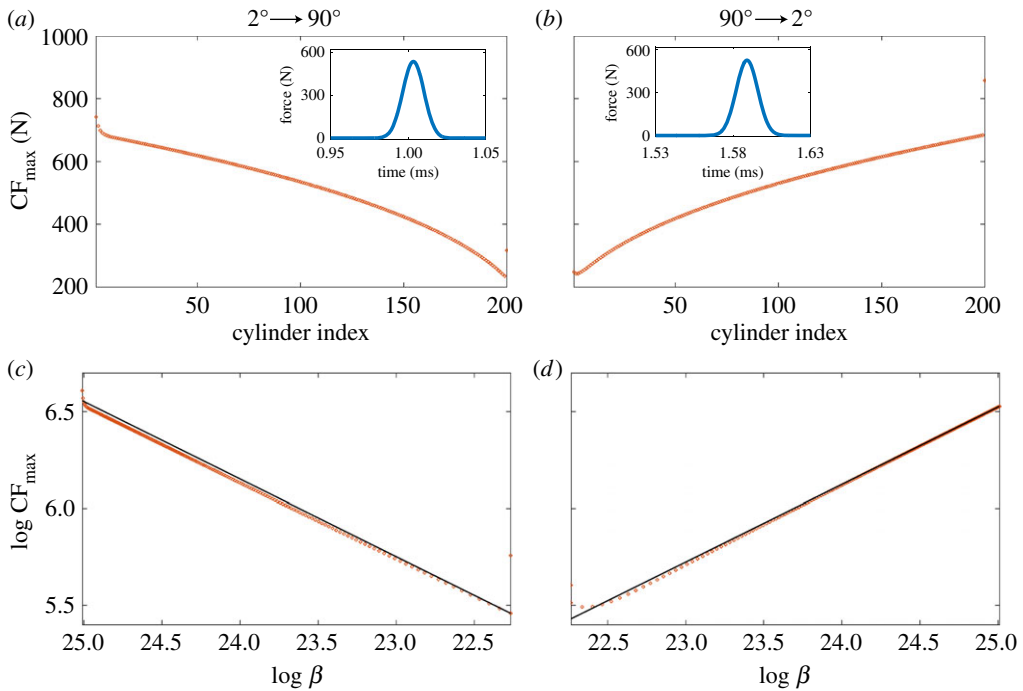 (a)
2° → 90°
(b)
90° → 2°
1000
800
600
400
200
CF_max (N)
50
100
150
200
cylinder index
600
300
0
force (N)
0.95
1.00
1.05
time (ms)
50
100
150
200
cylinder index
600
300
0
force (N)
1.53
1.58
1.63
time (ms)
(c)
6.5
6.0
5.5
log CF_max
25.0
24.5
24.0
23.5
23.0
22.5
log β
(d)
22.5
23.0
23.5
24.0
24.5
25.0
log β